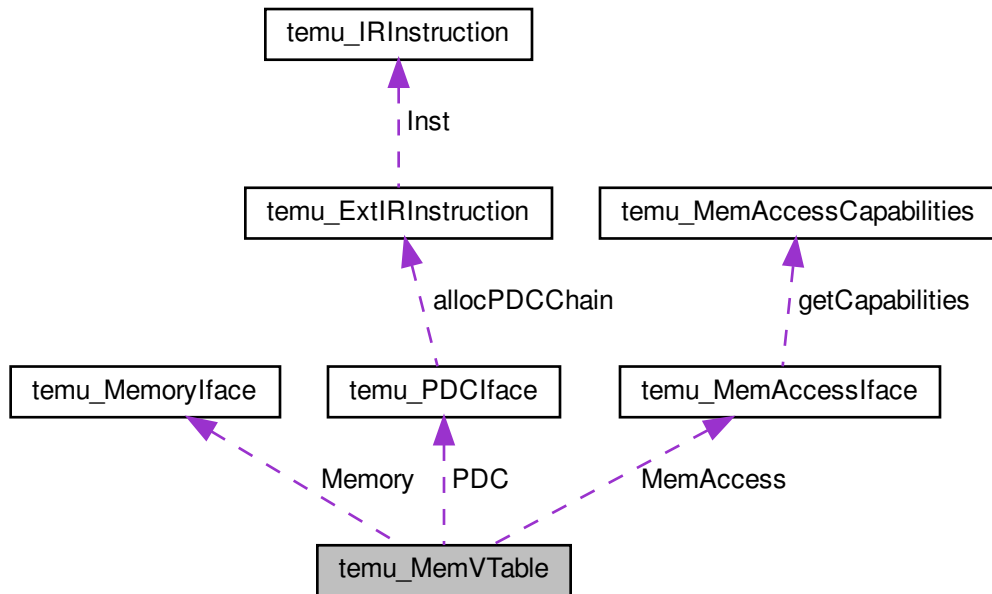 temu_IRInstruction
Inst
temu_ExtIRInstruction
temu_MemAccessCapabilities
allocPDCChain
getCapabilities
temu_MemoryIface
temu_PDCIface
temu_MemAccessIface
Memory
PDC
MemAccess
temu_MemVTable